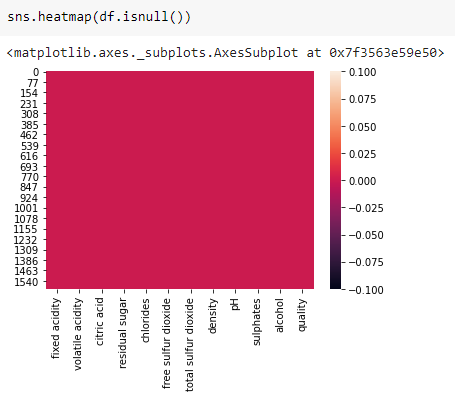 sns.heatmap(df.isnull())
<matplotlib.axes._subplots.AxesSubplot at 0x7f3563e59e50>
0
77
154
231
308
385
462
539
616
693
770
847
924
1001
1078
1155
1232
1309
1386
1463
1540
fixed acidity
volatile acidity
citric acid
residual sugar
chlorides
free sulfur dioxide
total sulfur dioxide
density
pH
sulphates
alcohol
quality
0.100
0.075
0.050
0.025
0.000
−0.025
−0.050
−0.075
−0.100